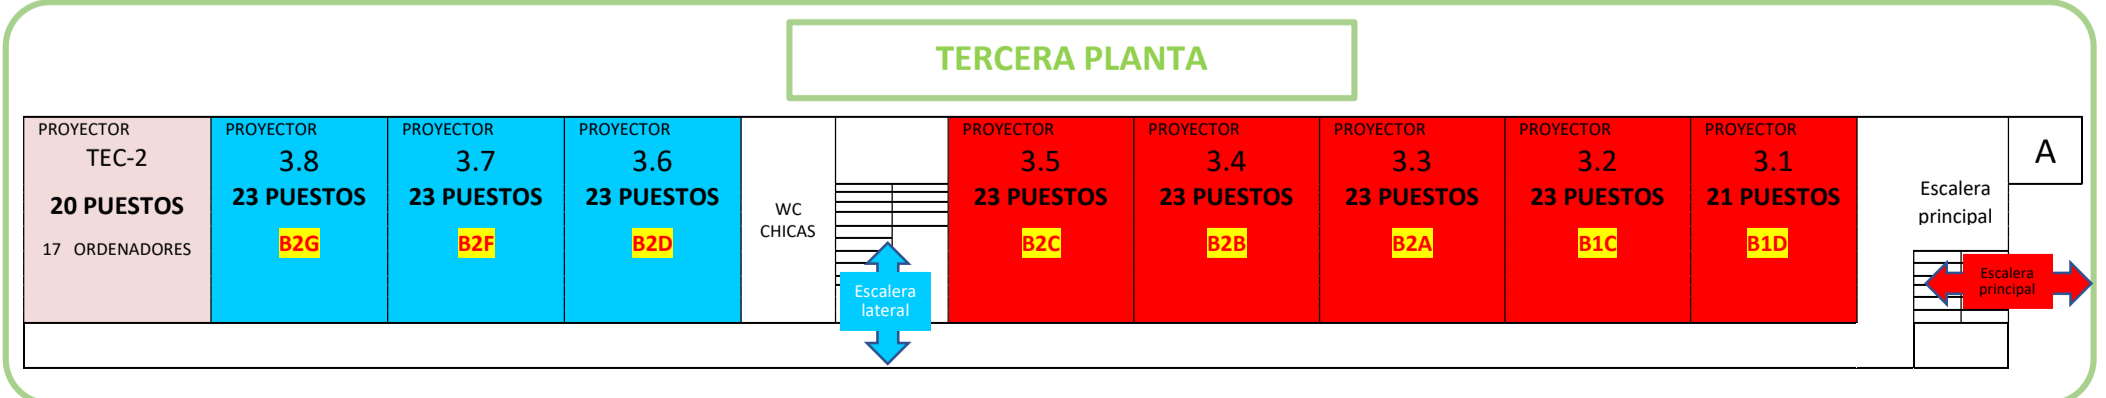 TERCERA PLANTA
PROYECTOR
TEC-2
20 PUESTOS
17 ORDENADORES
PROYECTOR
3.8
23 PUESTOS
B2G
PROYECTOR
3.7
23 PUESTOS
B2F
PROYECTOR
3.6
23 PUESTOS
B2D
WC
CHICAS
Escalera
lateral
PROYECTOR
3.5
23 PUESTOS
B2C
PROYECTOR
3.4
23 PUESTOS
B2B
PROYECTOR
3.3
23 PUESTOS
B2A
PROYECTOR
3.2
23 PUESTOS
B1C
PROYECTOR
3.1
21 PUESTOS
B1D
Escalera
principal
A
Escalera
principal